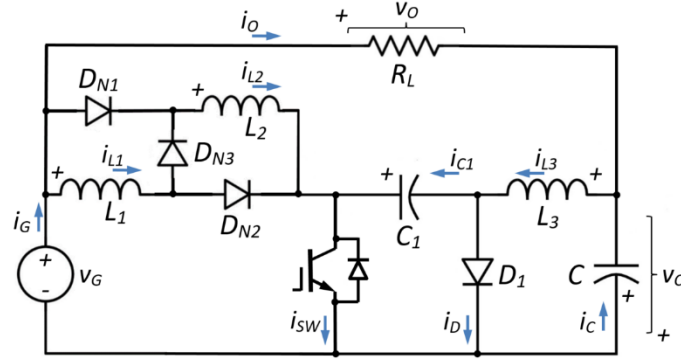 i_O + v_O
R_L
D_N1 + i_L2
L_2
i_L1 D_N3
+ L_1 D_N2
+ i_C1 i_L3 +
C_1 L_3
i_G
+ v_G -
D_1 C + v_C +
i_SW i_D i_C